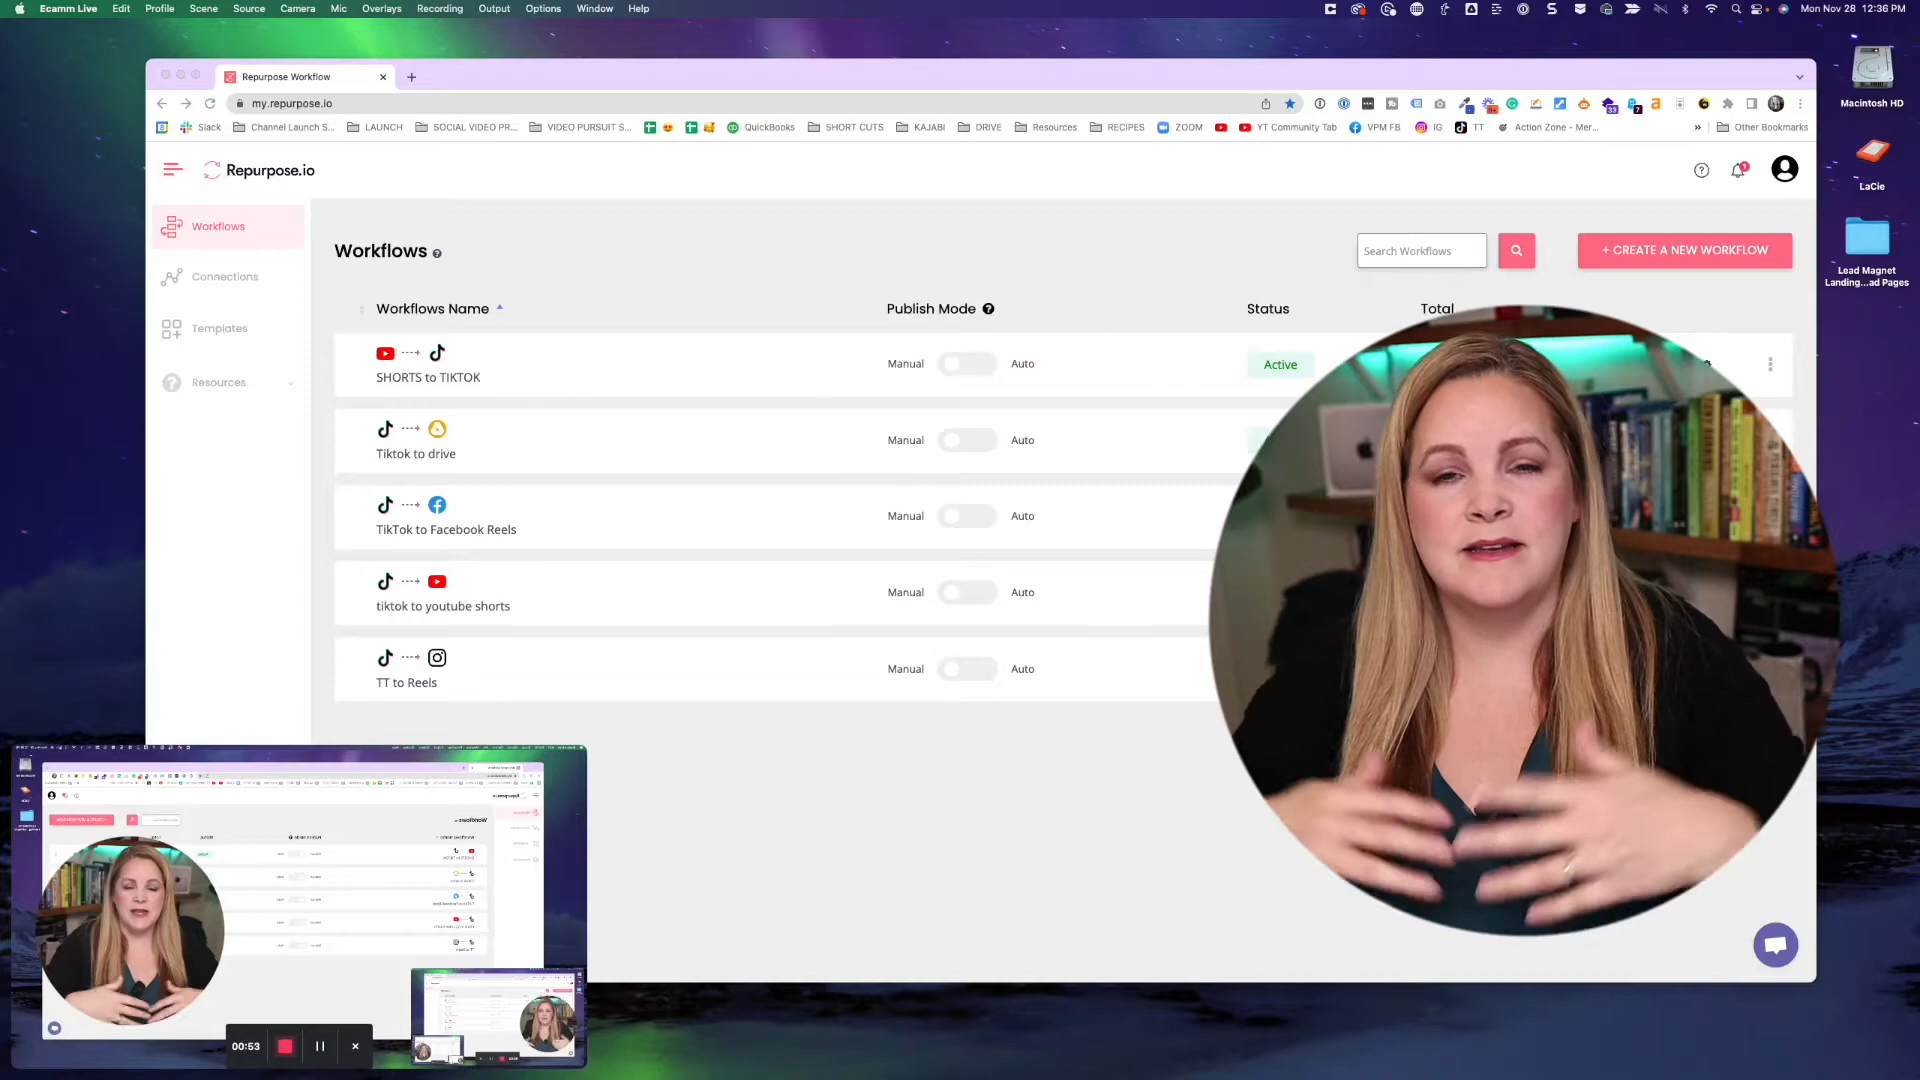 Ecamm Live Edit Profile Scene Source Camera Mic Overlays Recording Output Options Window Help
Mon Nov 28 12:36 PM
Repurpose Workflow
my.repurpose.io
Slack Channel Launch S... LAUNCH SOCIAL VIDEO PR... VIDEO PURSUIT S... QuickBooks SHORT CUTS KAJABI DRIVE Resources RECIPES ZOOM YT Community Tab VPM FB IG TT Action Zone - Mer... » Other Bookmarks
Macintosh HD
LaCie
Lead Magnet
Landing...ad Pages
Repurpose.io
Workflows
Connections
Templates
Resources
Workflows
Search Workflows
+ CREATE A NEW WORKFLOW
Workflows Name Publish Mode Status Total
SHORTS to TIKTOK
Manual Auto Active
Tiktok to drive
Manual Auto
TikTok to Facebook Reels
Manual Auto
tiktok to youtube shorts
Manual Auto
TT to Reels
Manual Auto
00:53